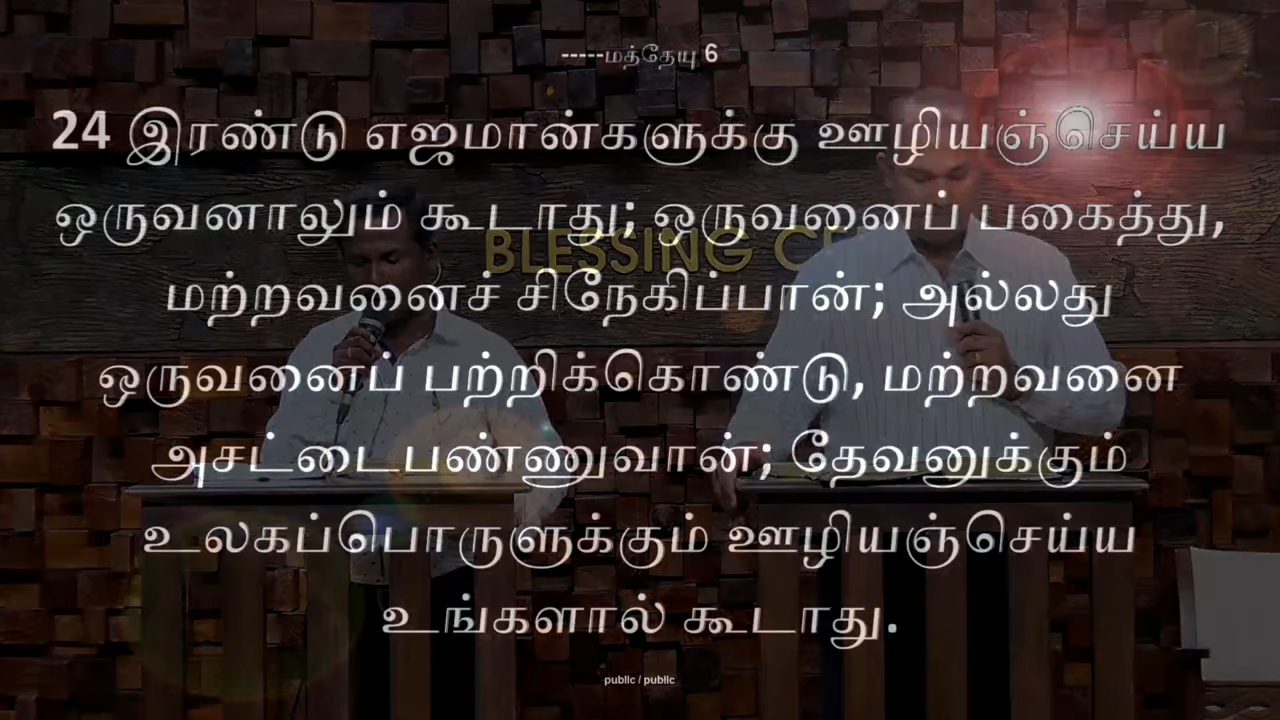 -----மத்தேயு 6
24 இரண்டு எஜமான்களுக்கு ஊழியஞ்செய்ய
ஒருவனாலும் கூடாது; ஒருவனைப் பகைத்து,
BLESSING CE
மற்றவனைச் சிநேகிப்பான்; அல்லது
ஒருவனைப் பற்றிக்கொண்டு, மற்றவனை
அசட்டைபண்ணுவான்; தேவனுக்கும்
உலகப்பொருளுக்கும் ஊழியஞ்செய்ய
உங்களால் கூடாது.
public / public